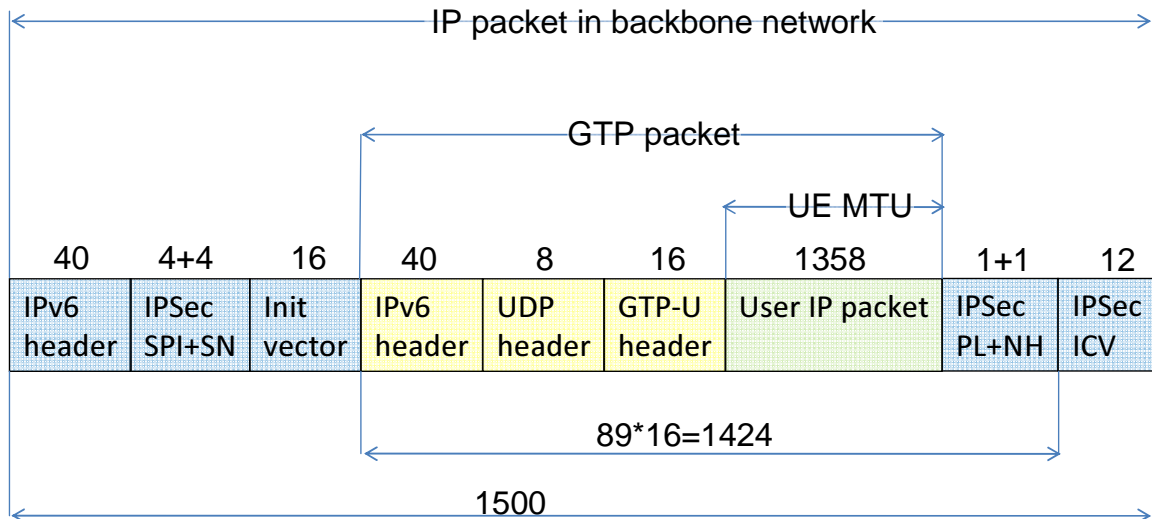 IP packet in backbone network
GTP packet
UE MTU
40 4+4 16 40 8 16 1358 1+1 12
IPv6 IPSec Init IPv6 UDP GTP-U User IP packet IPSec IPSec
header SPI+SN vector header header header PL+NH ICV
89*16=1424
1500